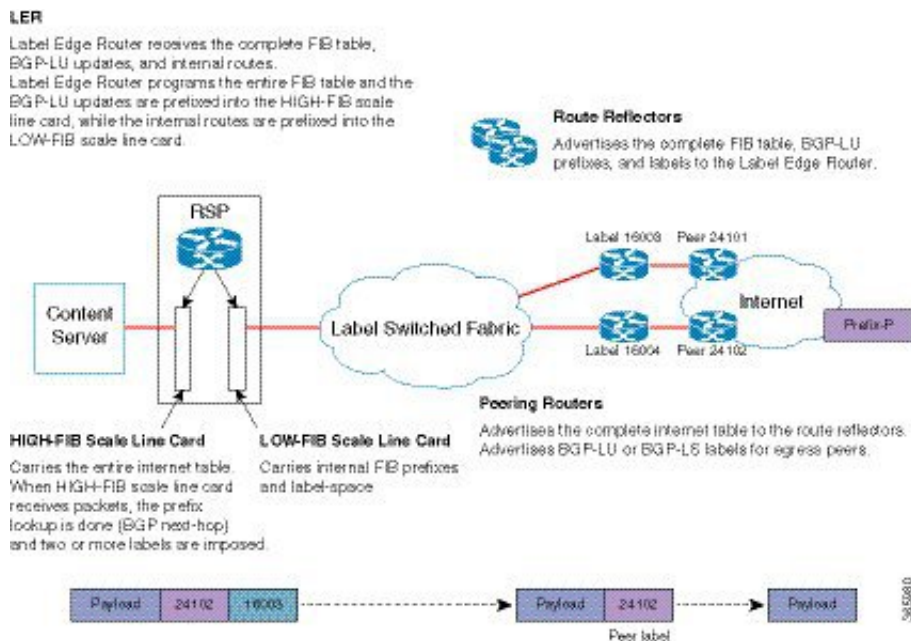 LER
Label Edge Router receives the complete FIB table,
BGP-LU updates, and internal routes.
Label Edge Router programs the entire FIB table and the
BGP-LU updates are prefixed into the HIGH-FIB scale
line card, while the internal routes are prefixed into the
LOW-FIB scale line card.
Route Reflectors
Advertises the complete FIB table, BGP-LU
prefixes, and labels to the Label Edge Router.
RSP
Content
Server
Label Switched Fabric
Label 16003
Peer 24101
Internet
Prefix-P
Label 16004
Peer 24102
Peering Routers
Advertises the complete internet table to the route reflectors.
Advertises BGP-LU or BGP-LS labels for egress peers.
HIGH-FIB Scale Line Card
Carries the entire internet table.
When HIGH-FIB scale line card
receives packets, the prefix
lookup is done (BGP next-hop)
and two or more labels are imposed.
LOW-FIB Scale Line Card
Carries internal FIB prefixes
and label-space
Payload
24102
16003
Payload
24102
Payload
Peer label